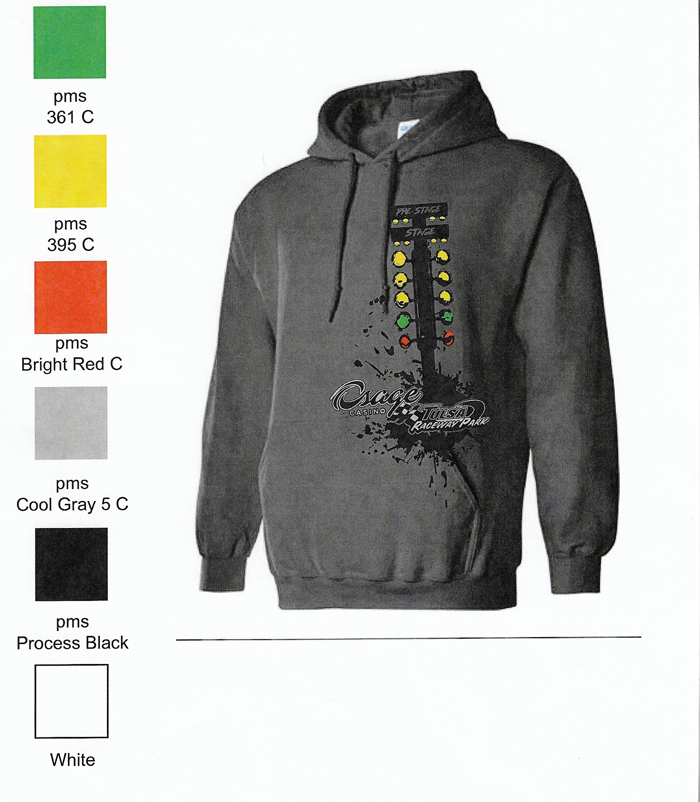 pms
361 C
pms
395 C
pms
Bright Red C
pms
Cool Gray 5 C
pms
Process Black
White
PRE-STAGE
STAGE
Osage
CASINO
TULSA
RACEWAY PARK